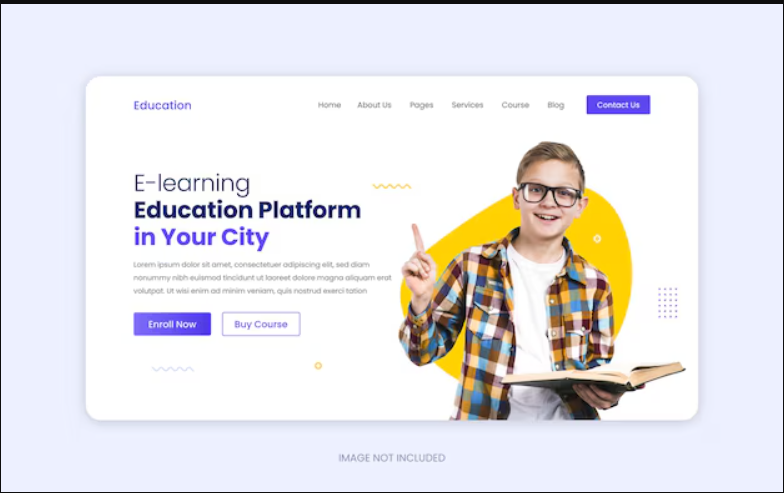 Education
Home About Us Pages Services Course Blog Contact Us
E-learning
Education Platform
in Your City
Lorem ipsum dolor sit amet, consectetuer adipiscing elit, sed diam
nonummy nibh euismod tincidunt ut laoreet dolore magna aliquam erat
volutpat. Ut wisi enim ad minim veniam, quis nostrud exerci tation
Enroll Now Buy Course
IMAGE NOT INCLUDED